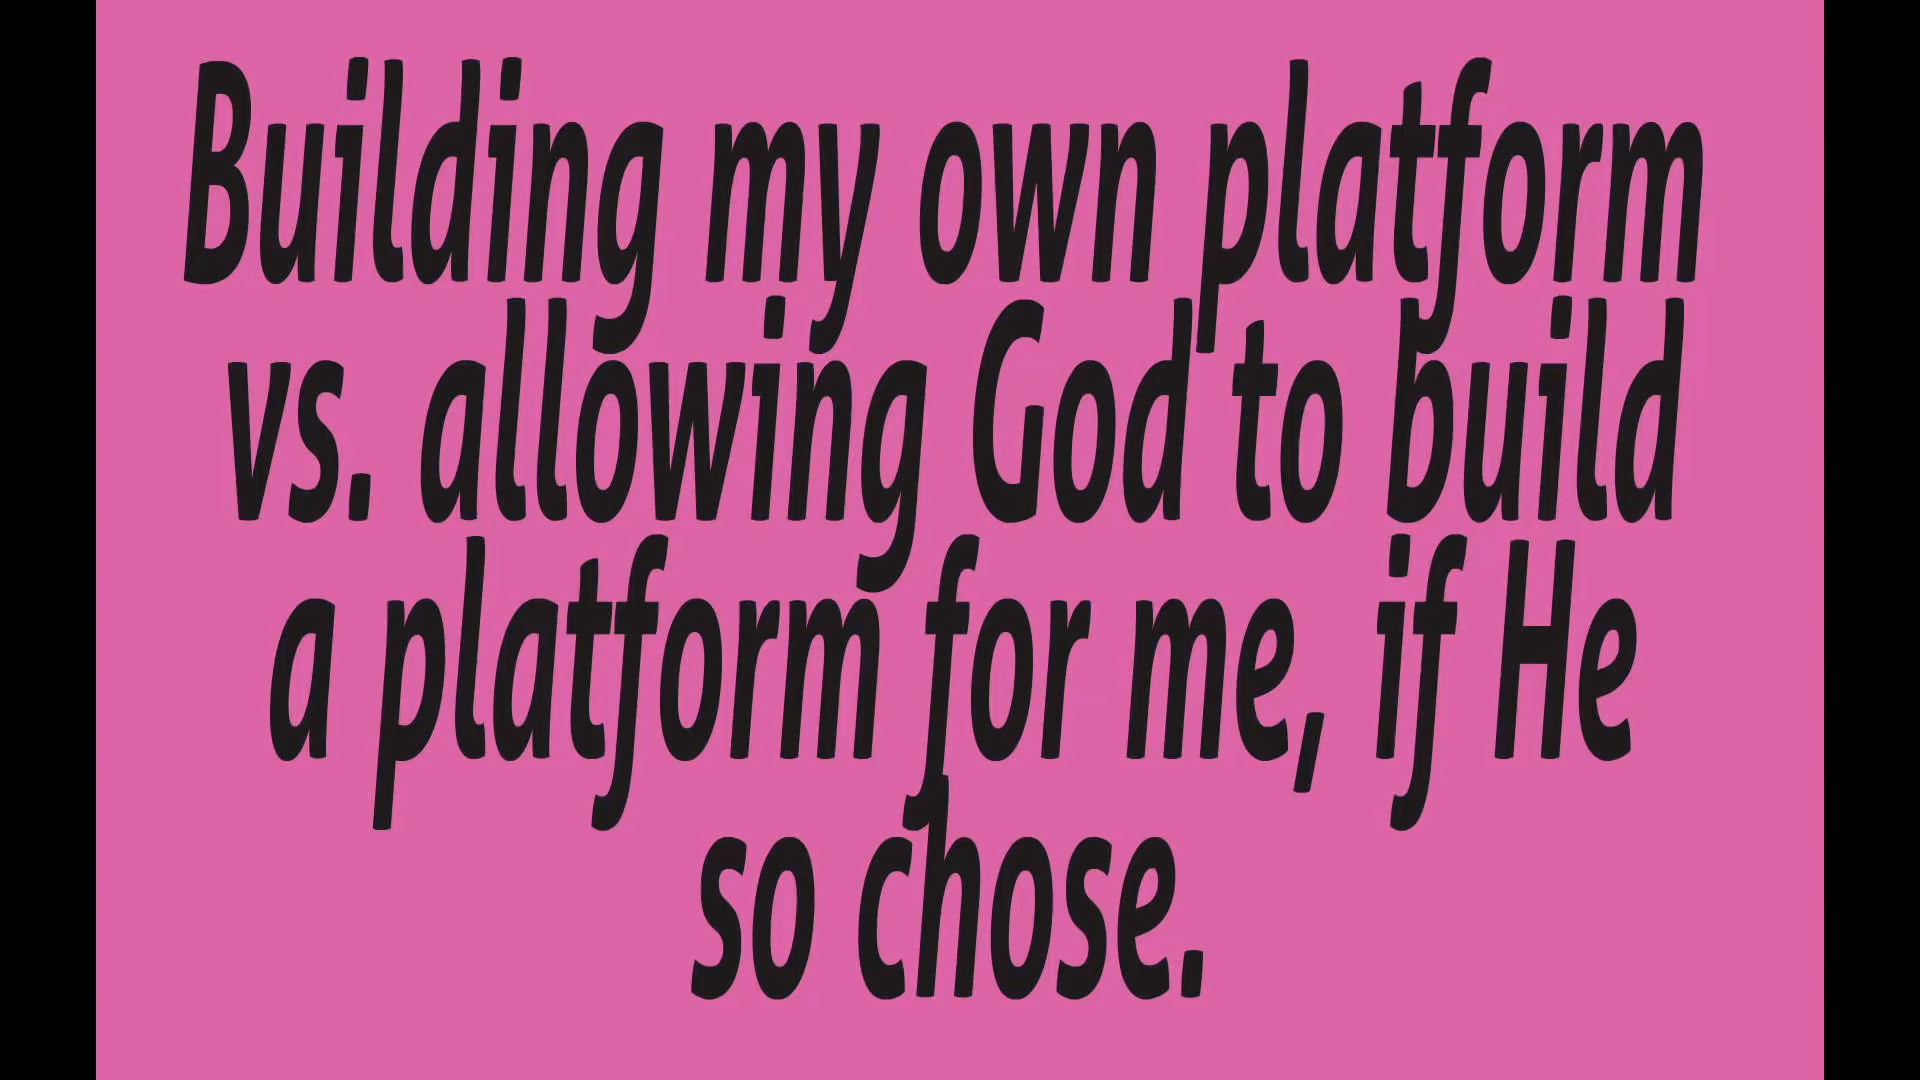 Building my own platform
vs. allowing God to build
a platform for me, if He
so chose.